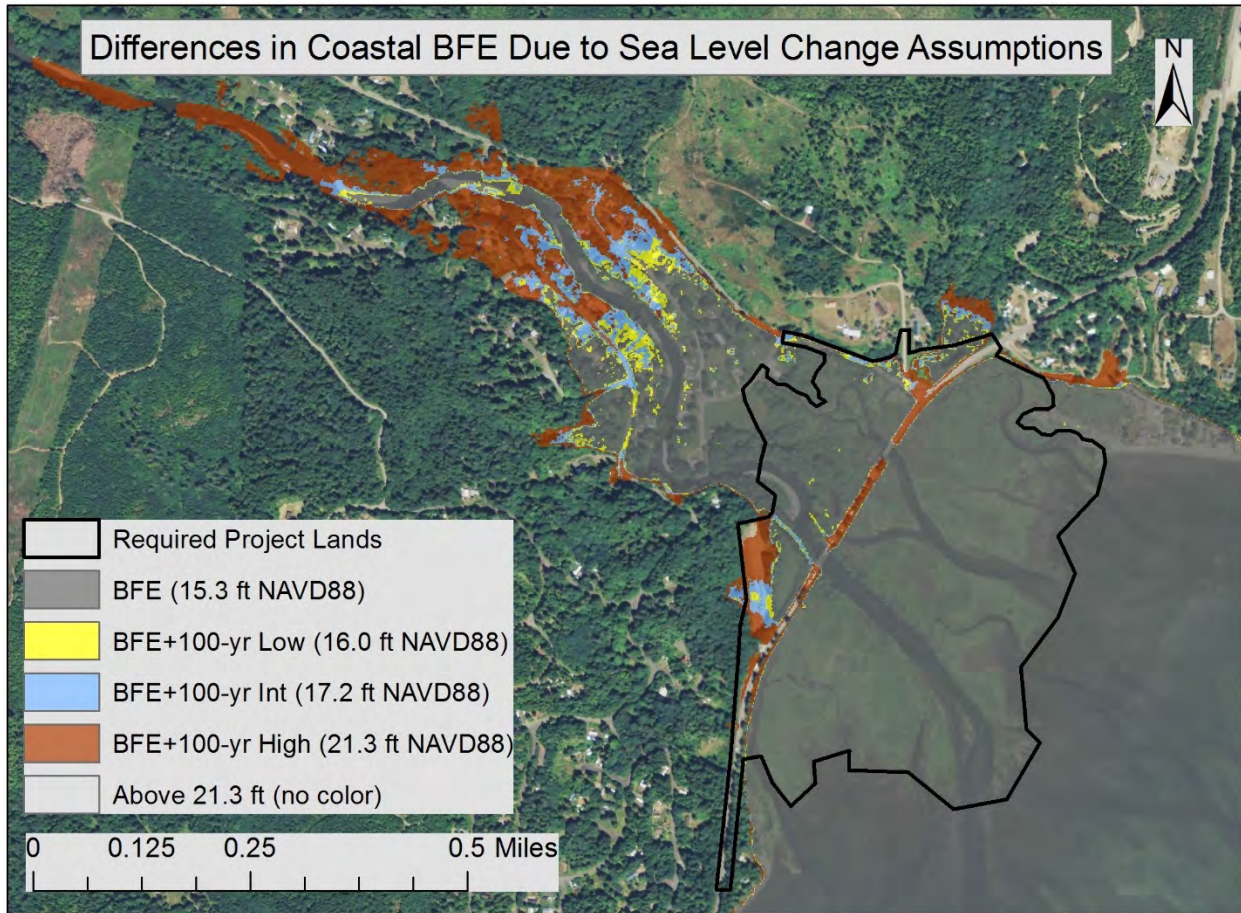 Differences in Coastal BFE Due to Sea Level Change Assumptions
N
Required Project Lands
BFE (15.3 ft NAVD88)
BFE+100-yr Low (16.0 ft NAVD88)
BFE+100-yr Int (17.2 ft NAVD88)
BFE+100-yr High (21.3 ft NAVD88)
Above 21.3 ft (no color)
0 0.125 0.25 0.5 Miles